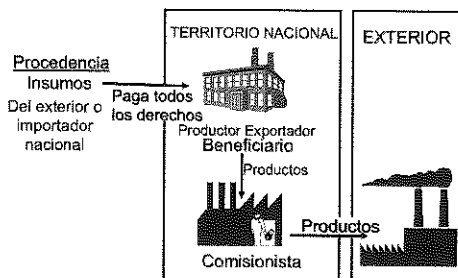 TERRITORIO NACIONAL
EXTERIOR
Procedencia
Insumos
Del exterior o
importador
nacional
Paga todos
los derechos
Productor Exportador
Beneficiario
Productos
Productos
Comisionista